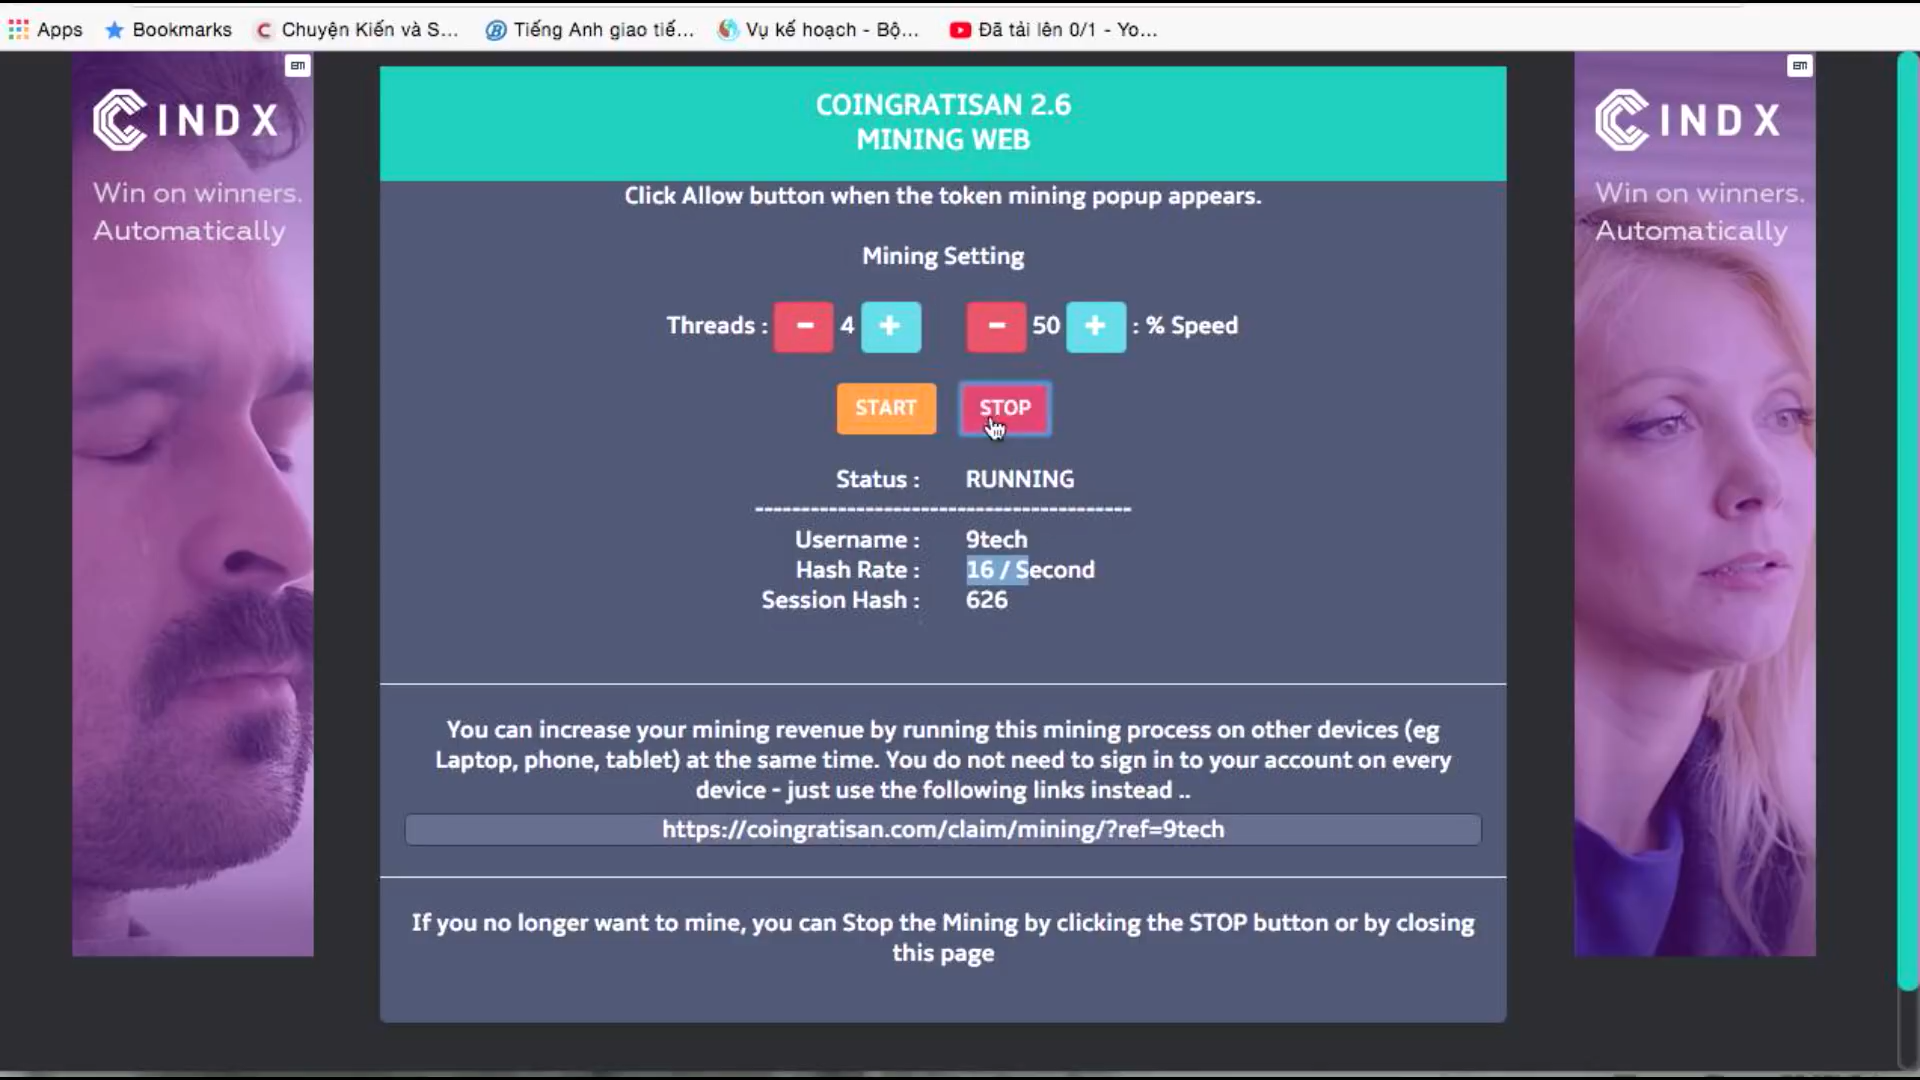 Apps Bookmarks Chuyện Kiến và S... Tiếng Anh giao tiế... Vụ kế hoạch - Bộ... Đã tải lên 0/1 - Yo...
CINDX
Win on winners.
Automatically
COINGRATISAN 2.6
MINING WEB
Click Allow button when the token mining popup appears.
Mining Setting
Threads : - 4 + - 50 + : % Speed
START STOP
Status : RUNNING
-----------------------------------------
Username : 9tech
Hash Rate : 16 / Second
Session Hash : 626
You can increase your mining revenue by running this mining process on other devices (eg
Laptop, phone, tablet) at the same time. You do not need to sign in to your account on every
device - just use the following links instead ..
https://coingratisan.com/claim/mining/?ref=9tech
If you no longer want to mine, you can Stop the Mining by clicking the STOP button or by closing
this page
CINDX
Win on winners.
Automatically